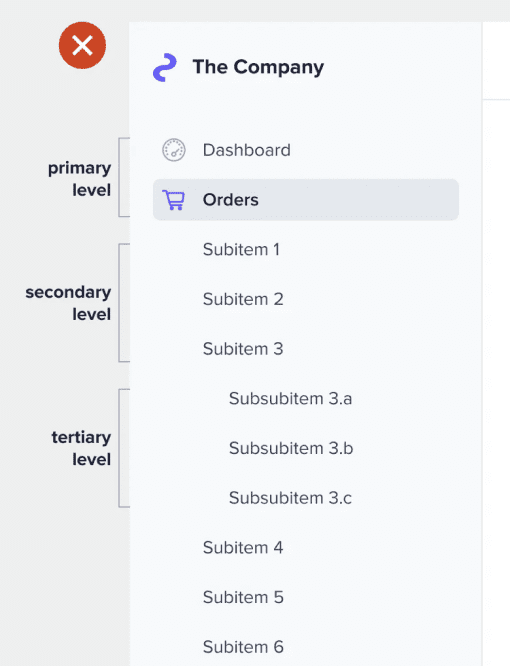 The Company
primary
level
Dashboard
Orders
secondary
level
Subitem 1
Subitem 2
Subitem 3
tertiary
level
Subsubitem 3.a
Subsubitem 3.b
Subsubitem 3.c
Subitem 4
Subitem 5
Subitem 6